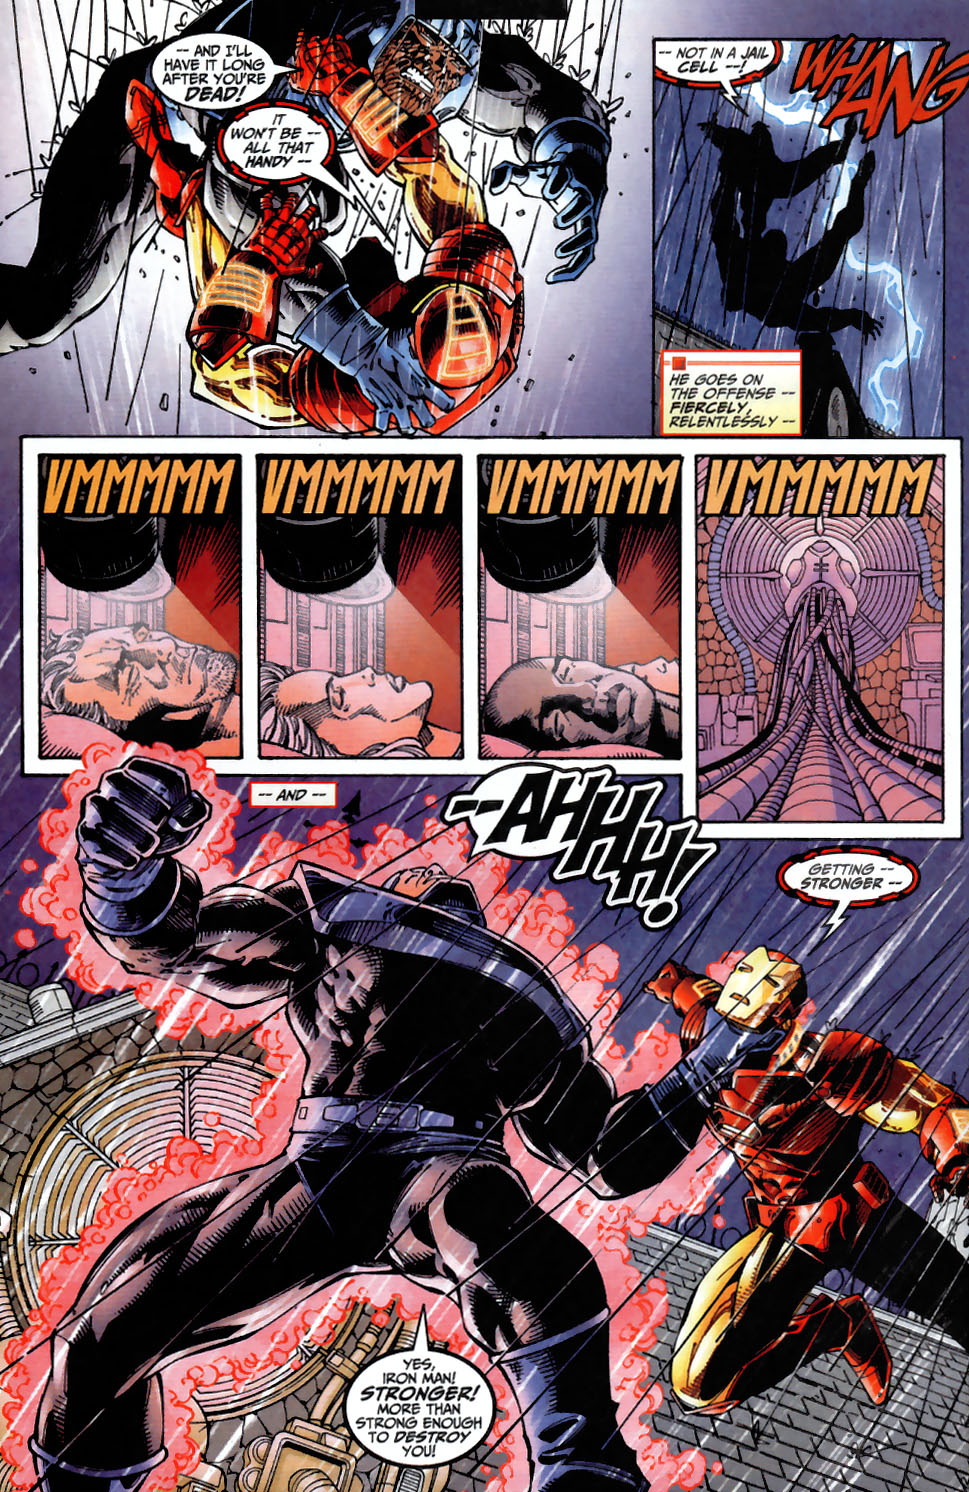 -- AND I'LL
HAVE IT LONG
AFTER YOU'RE
DEAD!
IT
WON'T BE --
ALL THAT
HANDY --
-- NOT IN A JAIL
CELL --!
WHANG
HE GOES ON
THE OFFENSE --
FIERCELY,
RELENTLESSLY --
VMMMMM
VMMMMM
VMMMMM
VMMMMM
-- AND --
--AHHH!
GETTING --
STRONGER --
YES,
IRON MAN!
STRONGER!
MORE THAN
STRONG ENOUGH
TO DESTROY
YOU!